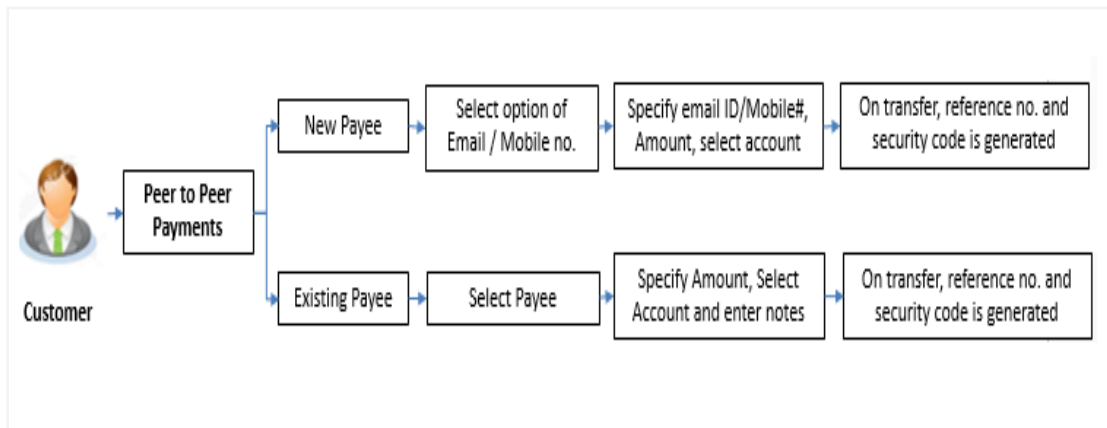 New Payee
Select option of
Email / Mobile no.
Specify email ID/Mobile#,
Amount, select account
On transfer, reference no. and
security code is generated
Peer to Peer
Payments
Customer
Existing Payee
Select Payee
Specify Amount, Select
Account and enter notes
On transfer, reference no. and
security code is generated